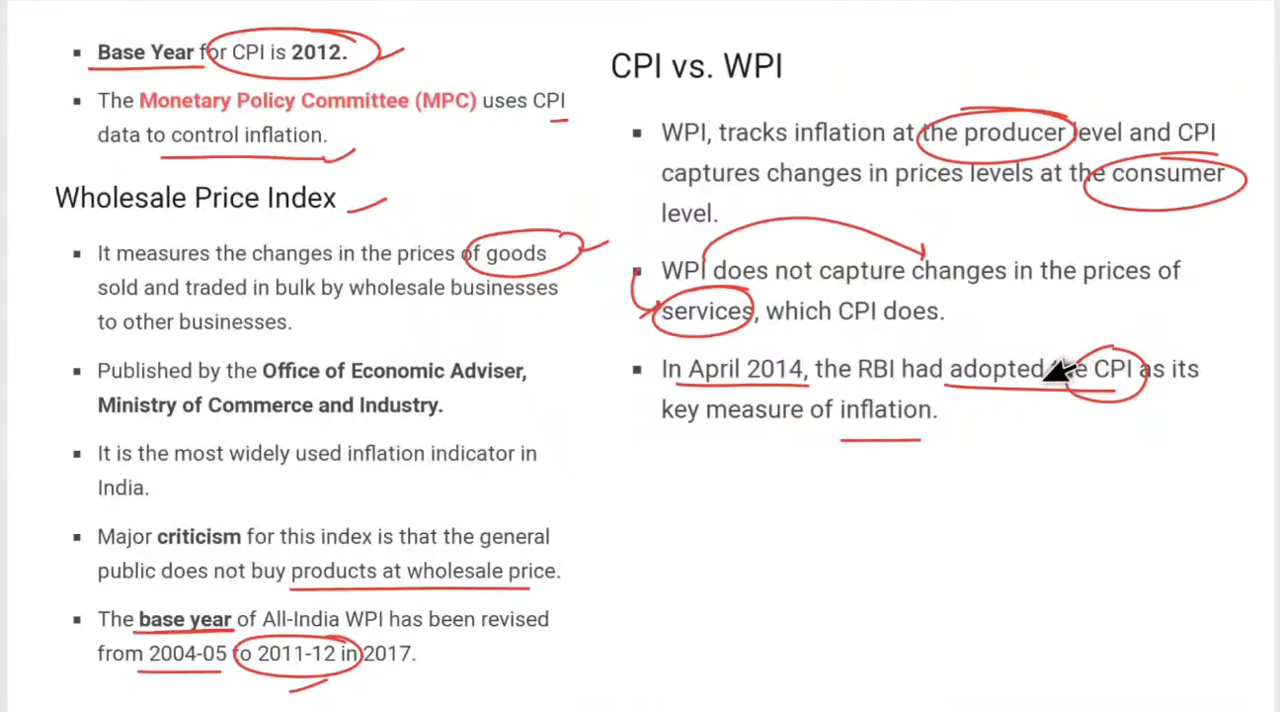 Base Year for CPI is 2012.
The Monetary Policy Committee (MPC) uses CPI
data to control inflation.
Wholesale Price Index
It measures the changes in the prices of goods
sold and traded in bulk by wholesale businesses
to other businesses.
Published by the Office of Economic Adviser,
Ministry of Commerce and Industry.
It is the most widely used inflation indicator in
India.
Major criticism for this index is that the general
public does not buy products at wholesale price.
The base year of All-India WPI has been revised
from 2004-05 to 2011-12 in 2017.
CPI vs. WPI
WPI, tracks inflation at the producer level and CPI
captures changes in prices levels at the consumer
level.
WPI does not capture changes in the prices of
services, which CPI does.
In April 2014, the RBI had adopted the CPI as its
key measure of inflation.